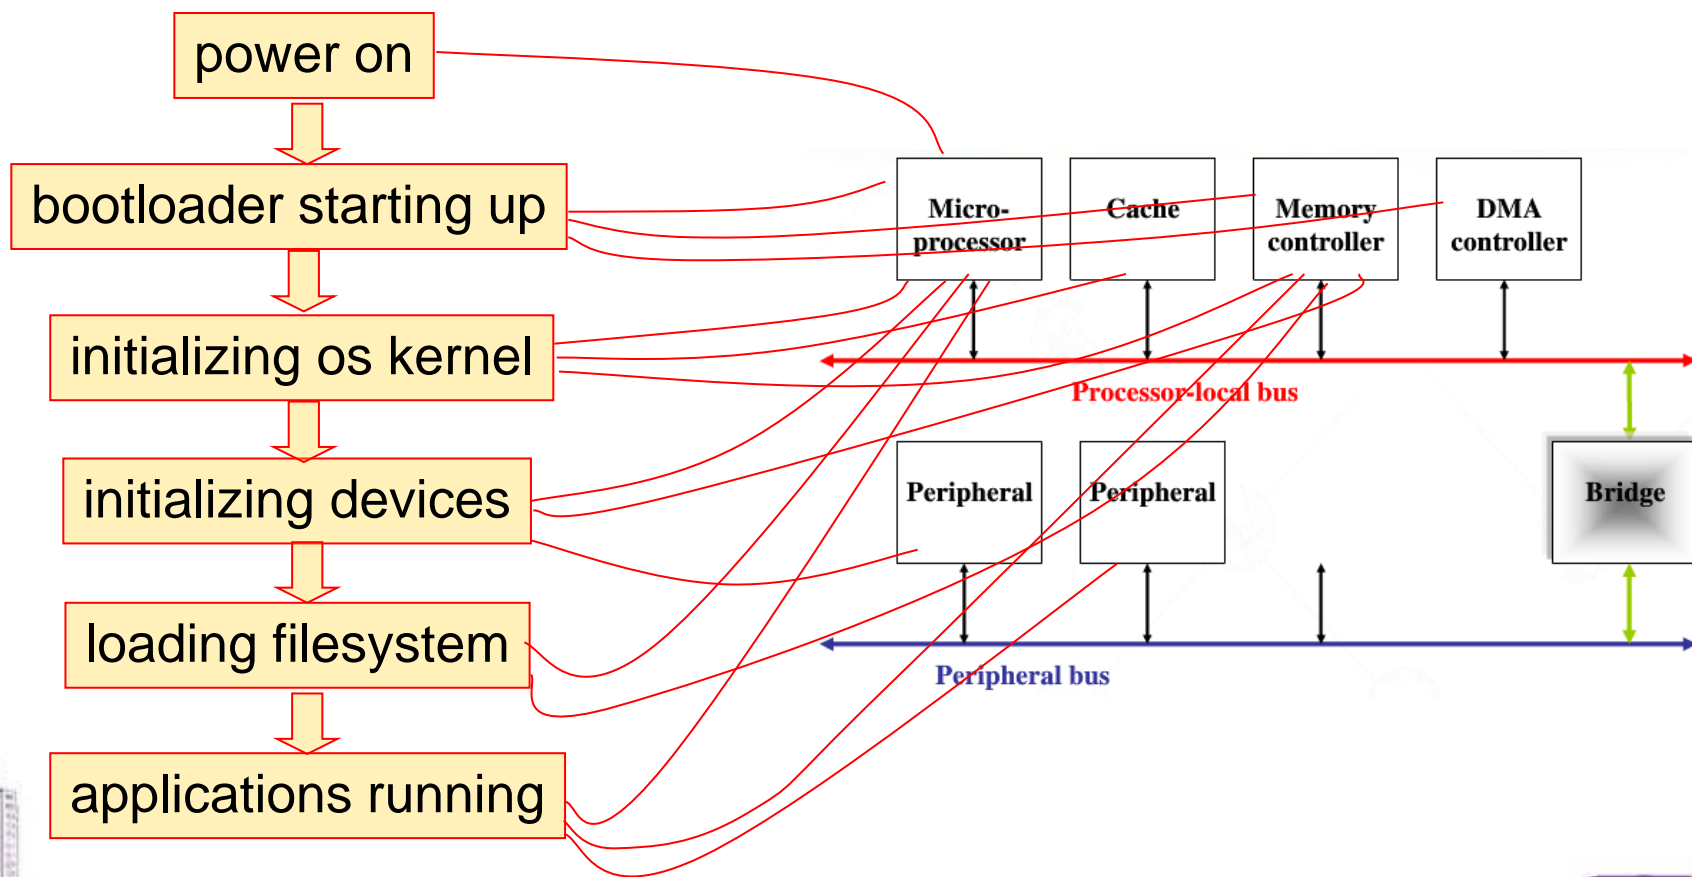 power on
bootloader starting up
initializing os kernel
initializing devices
loading filesystem
applications running
Micro-
processor
Cache
Memory
controller
DMA
controller
Processor-local bus
Peripheral
Peripheral
Bridge
Peripheral bus